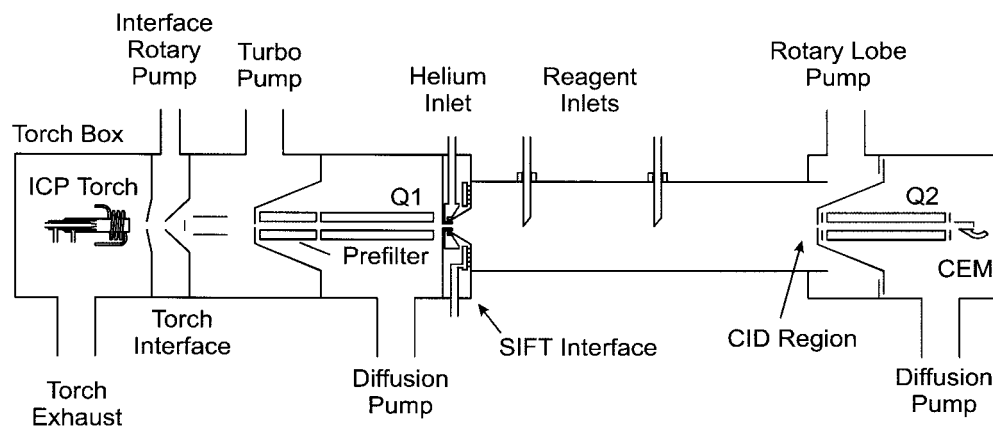 Interface
Rotary
Pump
Turbo
Pump
Helium
Inlet
Reagent
Inlets
Rotary Lobe
Pump
Torch Box
ICP Torch
Q1
Prefilter
Q2
CEM
Torch
Interface
SIFT Interface
CID Region
Torch
Exhaust
Diffusion
Pump
Diffusion
Pump